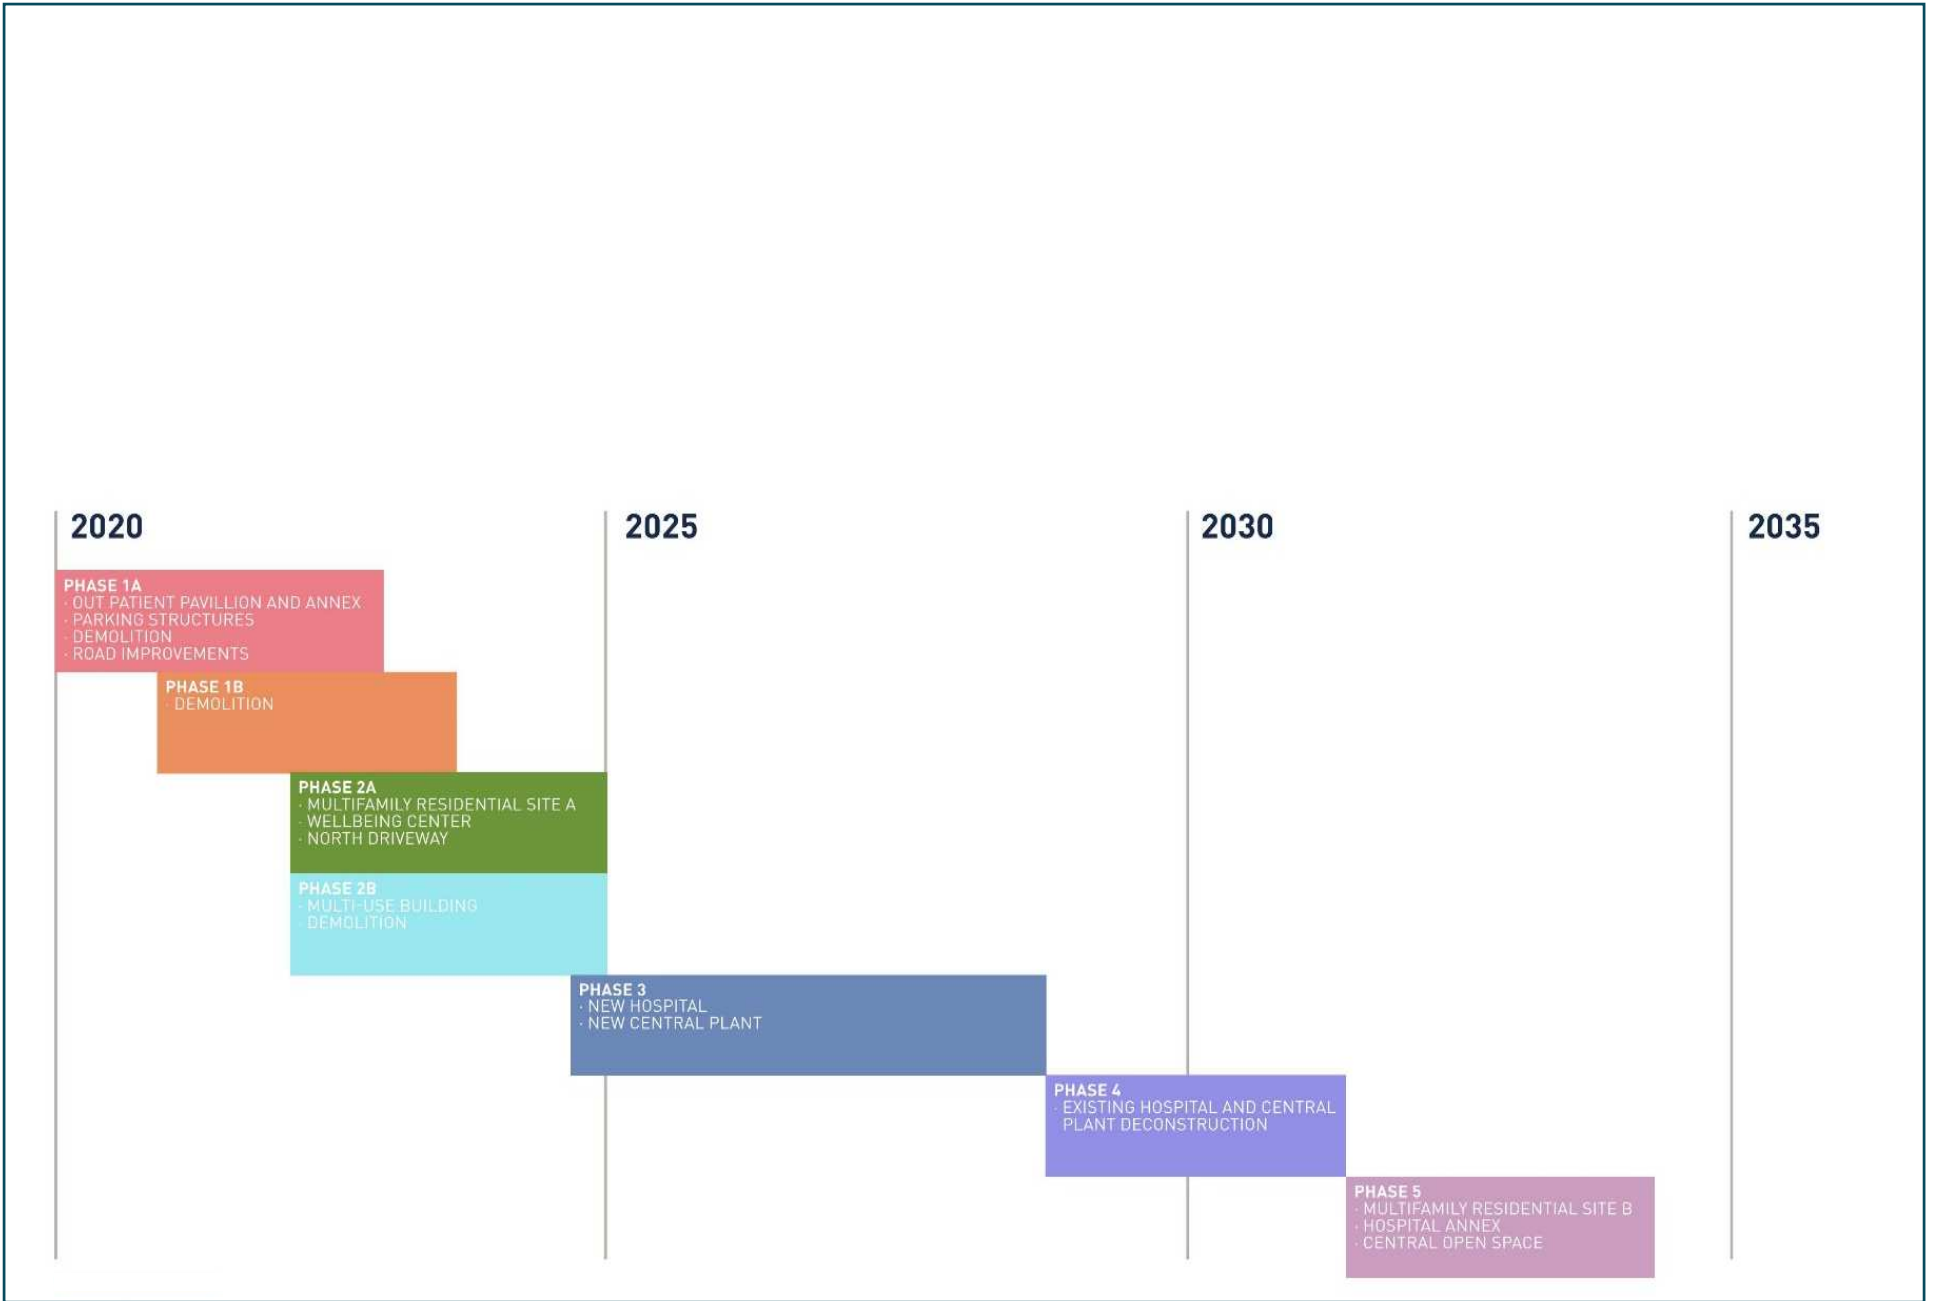 2020
2025
2030
2035
PHASE 1A
· OUT PATIENT PAVILLION AND ANNEX
· PARKING STRUCTURES
· DEMOLITION
· ROAD IMPROVEMENTS
PHASE 1B
· DEMOLITION
PHASE 2A
· MULTIFAMILY RESIDENTIAL SITE A
· WELLBEING CENTER
· NORTH DRIVEWAY
PHASE 2B
· MULTI-USE BUILDING
· DEMOLITION
PHASE 3
· NEW HOSPITAL
· NEW CENTRAL PLANT
PHASE 4
· EXISTING HOSPITAL AND CENTRAL
PLANT DECONSTRUCTION
PHASE 5
· MULTIFAMILY RESIDENTIAL SITE B
· HOSPITAL ANNEX
· CENTRAL OPEN SPACE